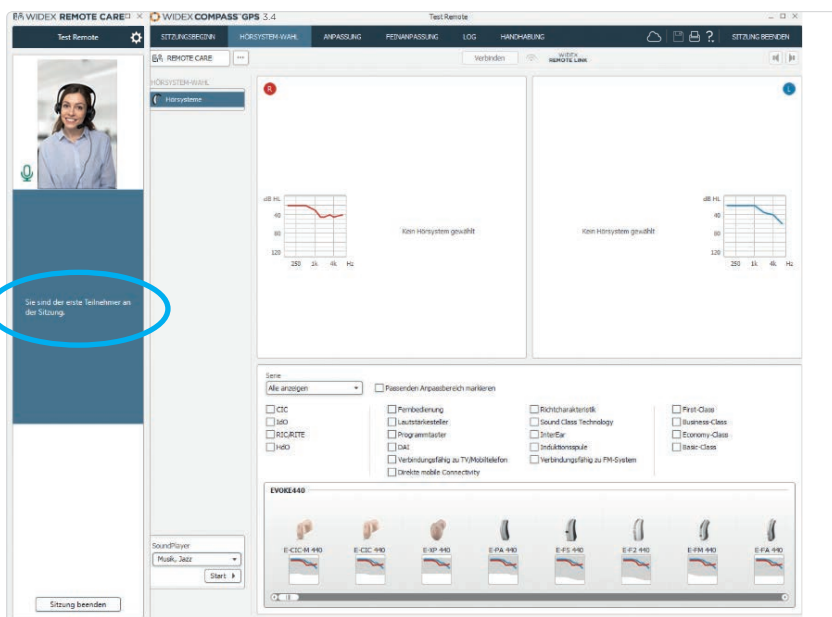 WIDEX REMOTE CARE
Test Remote
Sie sind der erste Teilnehmer an
der Sitzung.
Sitzung beenden
WIDEX COMPASS GPS 3.4
Test Remote
SITZUNGSBEGINN
HÖRSYSTEM-WAHL
ANPASSUNG
FEINANPASSUNG
LOG
HANDHABUNG
SITZUNG BEENDEN
REMOTE CARE
...
Verbinden
WIDEX
REMOTE LINK
HÖRSYSTEM-WAHL
Hörsysteme
R
dB HL
40
80
120
250 1k 4k Hz
Kein Hörsystem gewählt
L
Kein Hörsystem gewählt
dB HL
40
80
120
250 1k 4k Hz
Serie
Alle anzeigen
Passenden Anpassbereich markieren
CIC
IdO
RIC/RITE
HdO
Fernbedienung
Lautstärkesteller
Programmtaster
DAI
Verbindungsfähig zu TV/Mobiltelefon
Direkte mobile Connectivity
Richtcharakteristik
Sound Class Technology
InterEar
Induktionsspule
Verbindungsfähig zu FM-System
First-Class
Business-Class
Economy-Class
Basic-Class
EVOKE440
E-CIC-M 440
E-CIC 440
E-XP 440
E-PA 440
E-FS 440
E-F2 440
E-FM 440
E-FA 440
SoundPlayer
Musik, Jazz
Start